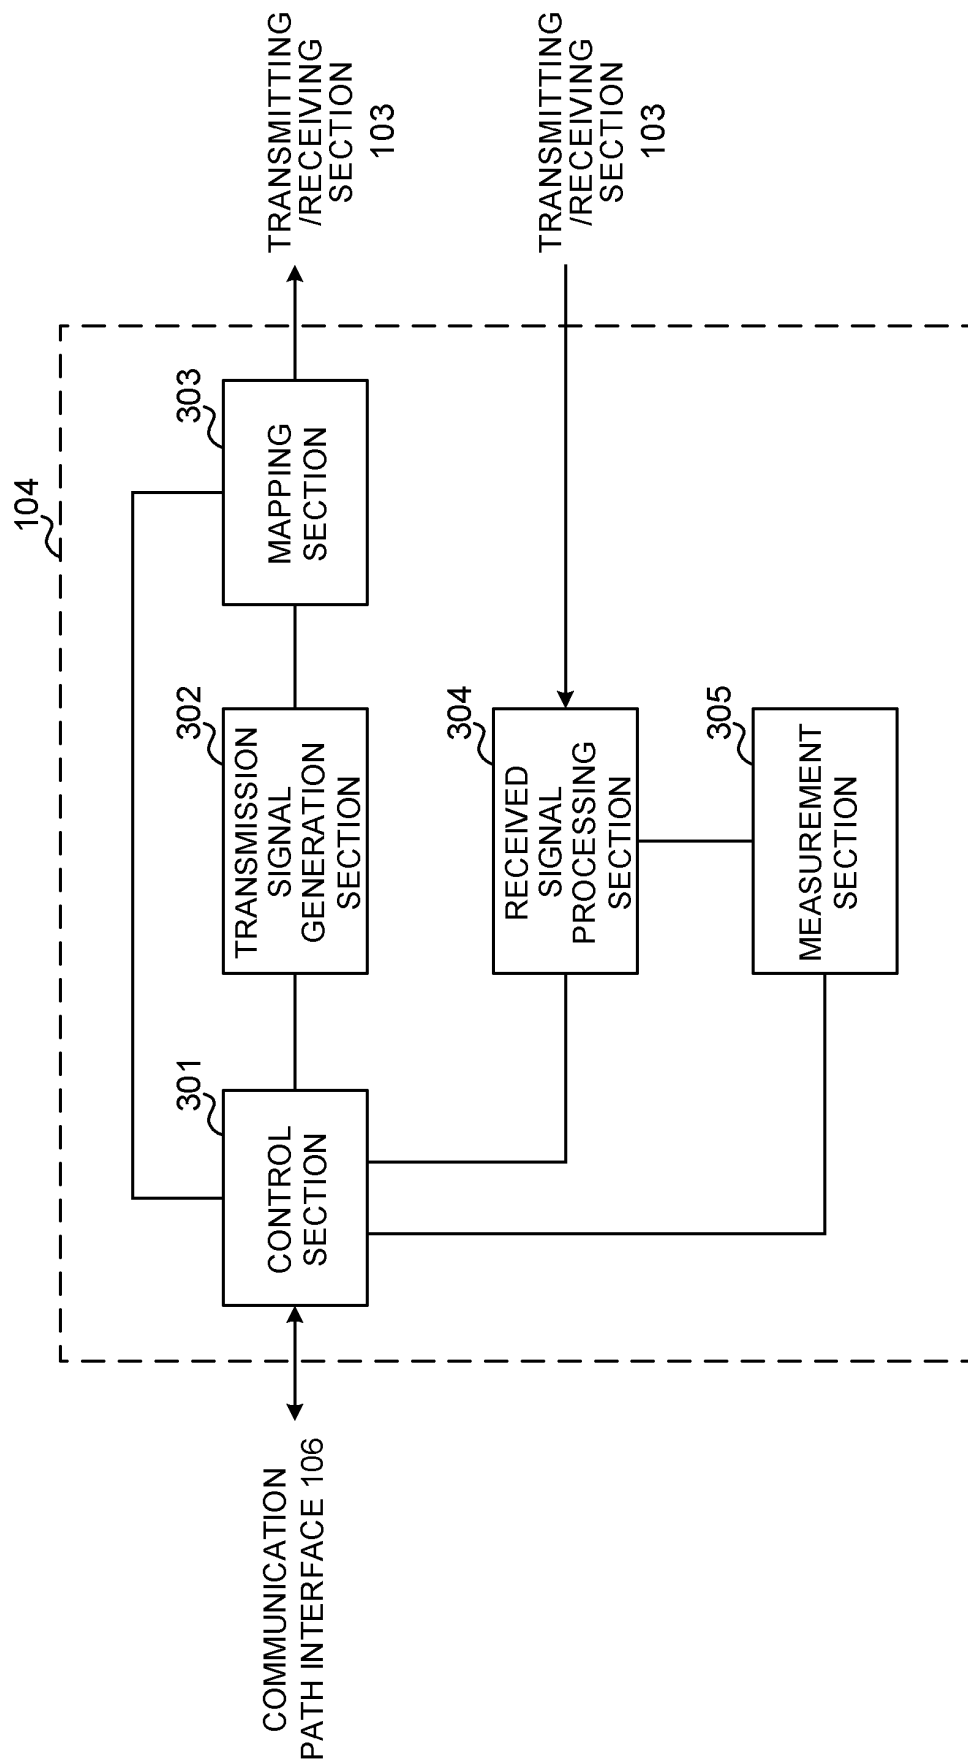 104
COMMUNICATION
PATH INTERFACE 106
301
CONTROL
SECTION
302
TRANSMISSION
SIGNAL
GENERATION
SECTION
303
MAPPING
SECTION
TRANSMITTING
/RECEIVING
SECTION
103
304
RECEIVED
SIGNAL
PROCESSING
SECTION
TRANSMITTING
/RECEIVING
SECTION
103
305
MEASUREMENT
SECTION